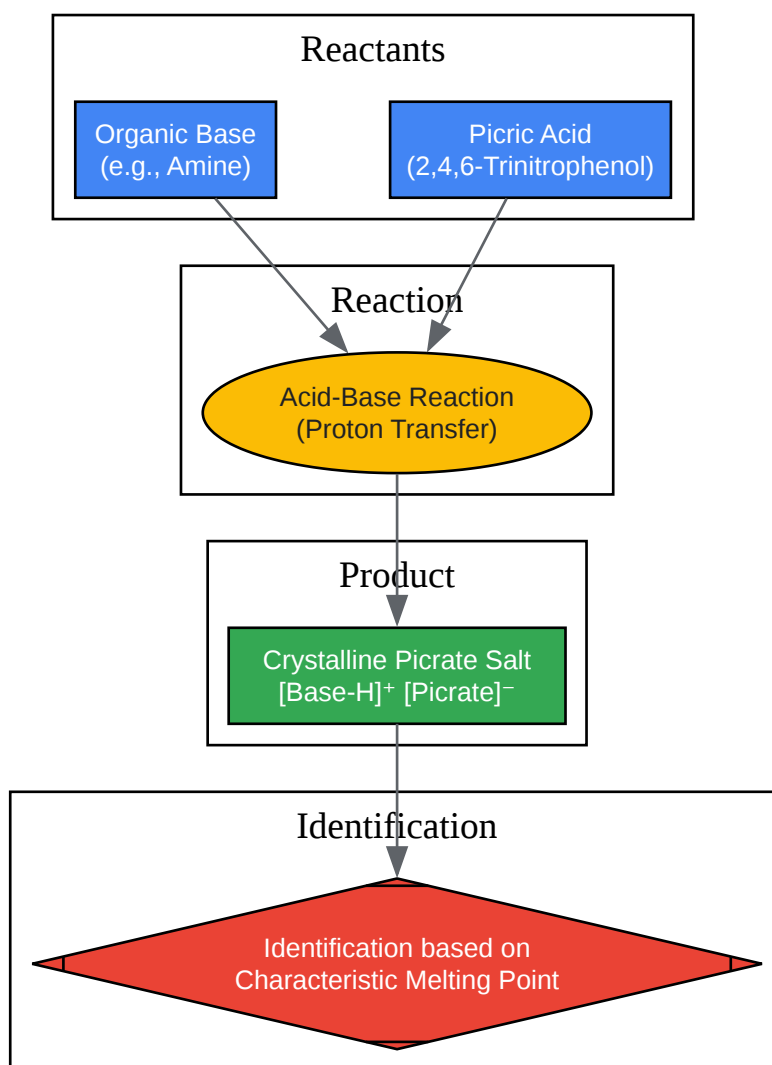 Reactants
Organic Base
(e.g., Amine)
Picric Acid
(2,4,6-Trinitrophenol)
Reaction
Acid-Base Reaction
(Proton Transfer)
Product
Crystalline Picrate Salt
[Base-H]⁺ [Picrate]⁻
Identification
Identification based on
Characteristic Melting Point